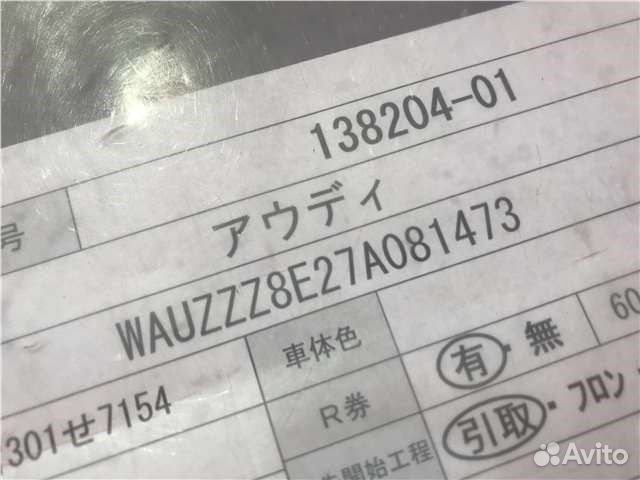 138204-01
号
アウディ
WAUZZZ8E27A081473
車体色
有・無
60
301せ7154
R券
引取・フロン
開始工程
Avito